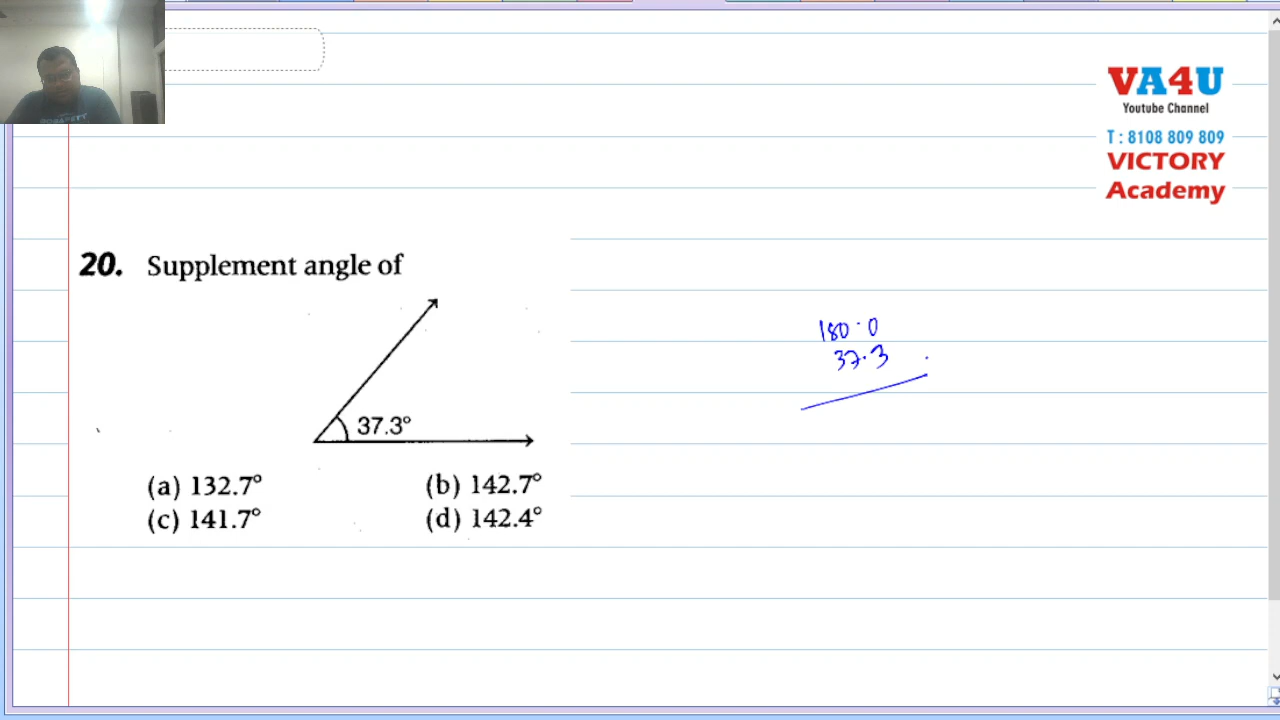 VA4U
Youtube Channel
T : 8108 809 809
VICTORY
Academy
20. Supplement angle of
37.3°
(a) 132.7° (b) 142.7°
(c) 141.7° (d) 142.4°
180.0
37.3